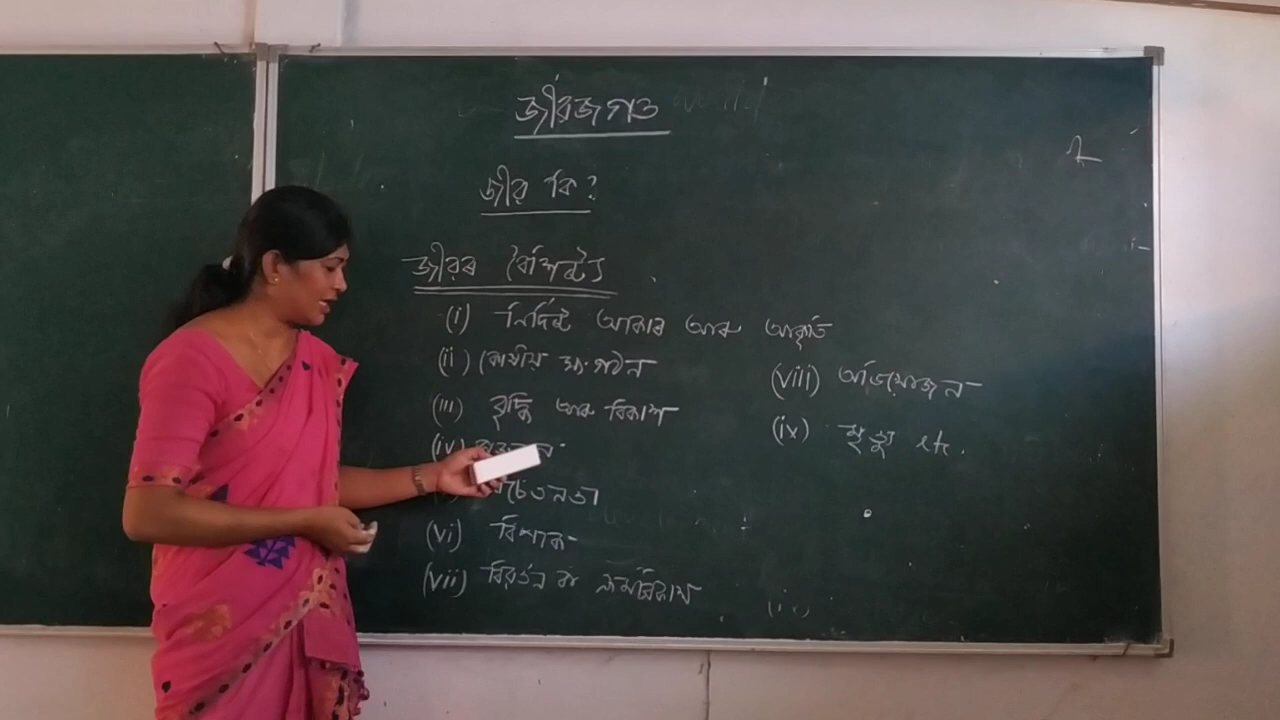 জীৱজগত
জীৱ কি?
জীৱৰ বৈশিষ্ট্য
(i) নিৰ্দিষ্ট আকাৰ আৰু আকৃতি
(ii) কোষীয় সংগঠন
(iii) বৃদ্ধি আৰু বিকাশ
(iv)
সচেতনতা
(vi) বিপাক
(vii) বিৱৰ্তন বা ক্ৰমবিকাশ
(viii) অভিযোজন
(ix) মৃত্যু etc.